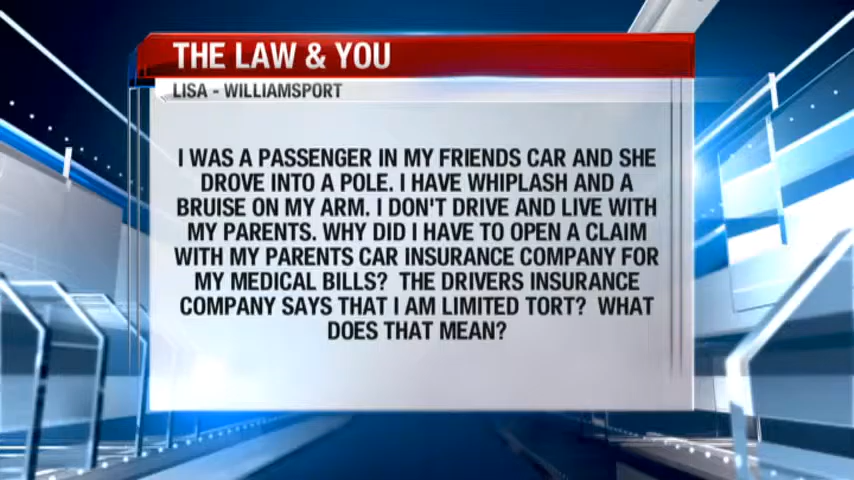 THE LAW & YOU
LISA - WILLIAMSPORT
I WAS A PASSENGER IN MY FRIENDS CAR AND SHE
DROVE INTO A POLE. I HAVE WHIPLASH AND A
BRUISE ON MY ARM. I DON'T DRIVE AND LIVE WITH
MY PARENTS. WHY DID I HAVE TO OPEN A CLAIM
WITH MY PARENTS CAR INSURANCE COMPANY FOR
MY MEDICAL BILLS? THE DRIVERS INSURANCE
COMPANY SAYS THAT I AM LIMITED TORT? WHAT
DOES THAT MEAN?